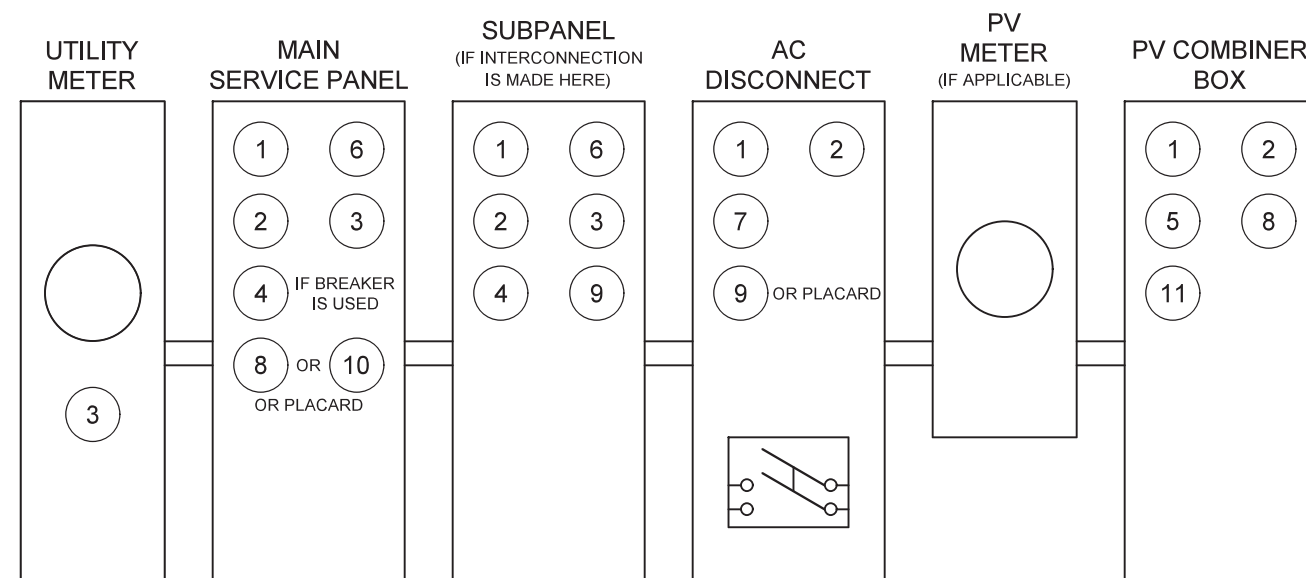 UTILITY
METER
3
MAIN
SERVICE PANEL
1 6
2 3
4 IF BREAKER
IS USED
8 OR 10
OR PLACARD
SUBPANEL
(IF INTERCONNECTION
IS MADE HERE)
1 6
2 3
4 9
AC
DISCONNECT
1 2
7
9 OR PLACARD
PV
METER
(IF APPLICABLE)
PV COMBINER
BOX
1 2
5 8
11